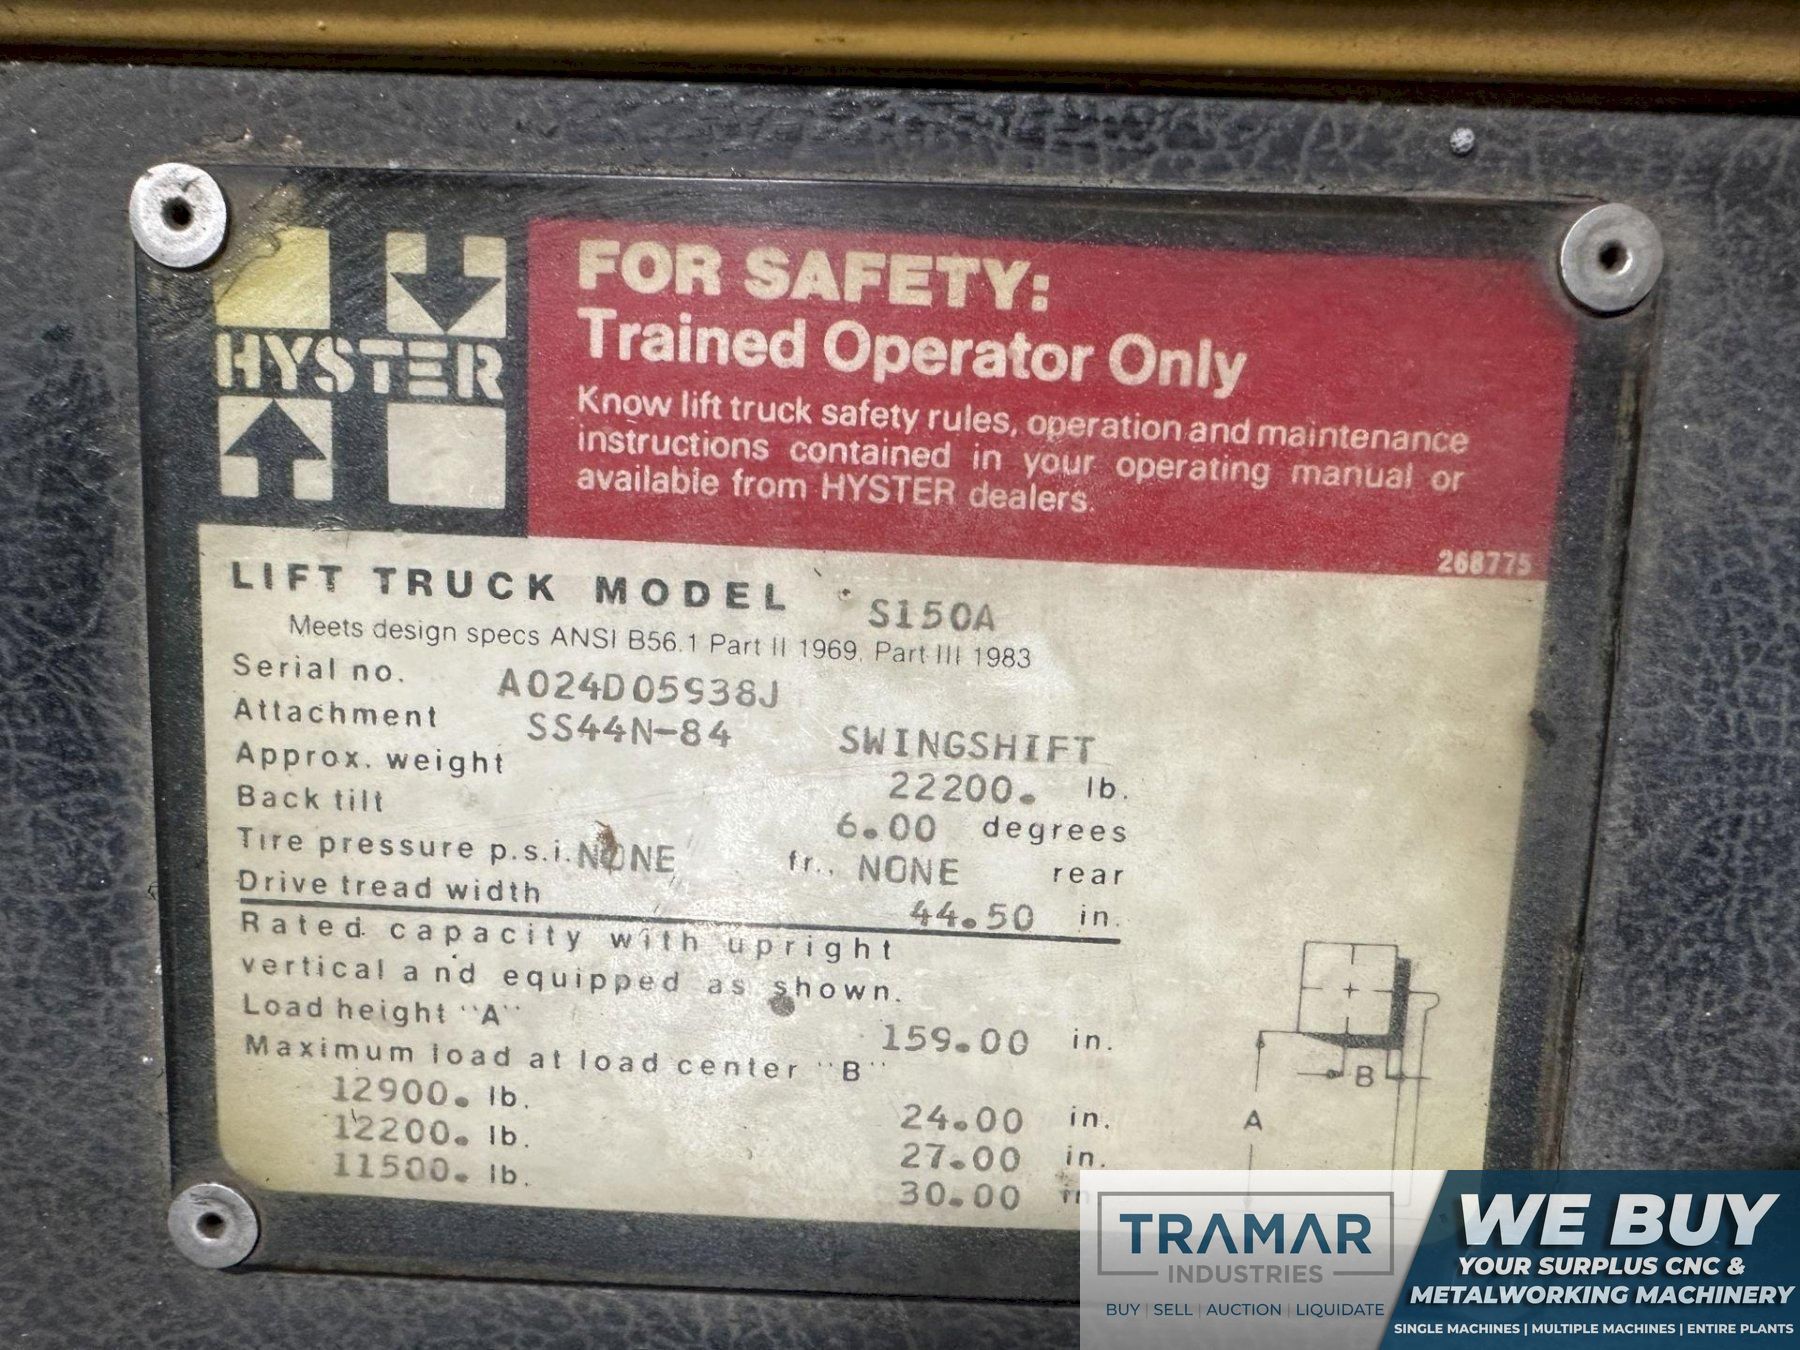 HYSTER
FOR SAFETY:
Trained Operator Only
Know lift truck safety rules, operation and maintenance
instructions contained in your operating manual or
available from HYSTER dealers.
268775
LIFT TRUCK MODEL S150A
Meets design specs ANSI B56.1 Part II 1969, Part III 1983
Serial no. A024D05938J
Attachment SS44N-84 SWINGSHIFT
Approx. weight 22200. lb.
Back tilt 6.00 degrees
Tire pressure p.s.i. NONE fr., NONE rear
Drive tread width 44.50 in.
Rated capacity with upright
vertical and equipped as shown.
Load height "A" 159.00 in.
Maximum load at load center "B"
12900. lb. 24.00 in.
12200. lb. 27.00 in.
11500. lb. 30.00 in
B
A
TRAMAR
INDUSTRIES
BUY | SELL | AUCTION | LIQUIDATE
WE BUY
YOUR SURPLUS CNC &
METALWORKING MACHINERY
SINGLE MACHINES | MULTIPLE MACHINES | ENTIRE PLANTS